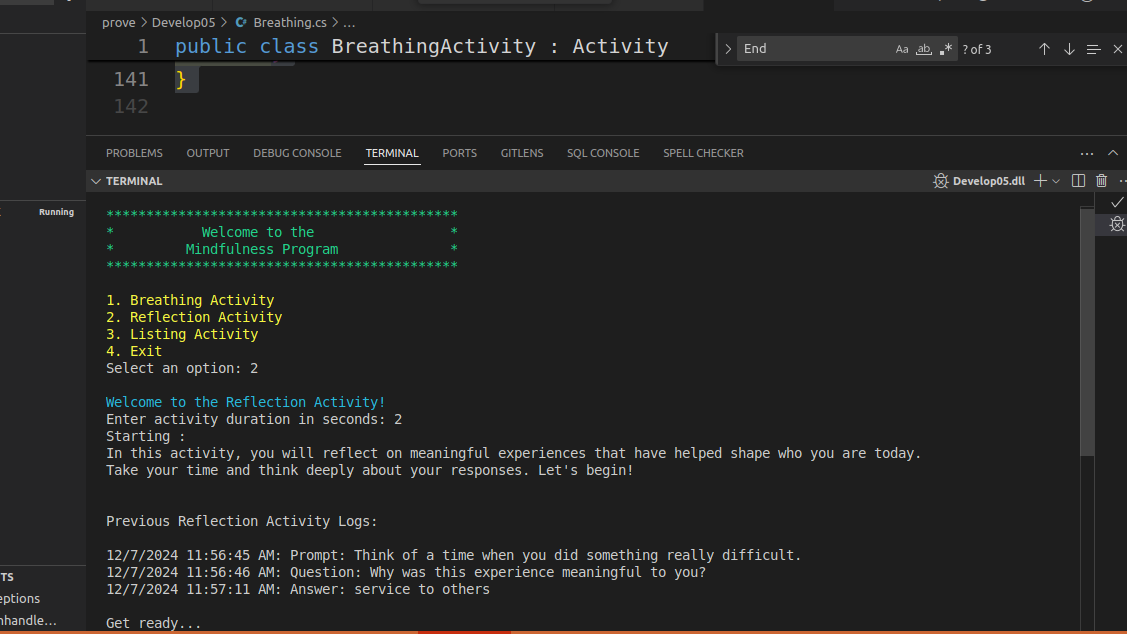 prove > Develop05 > Breathing.cs > ...
1 public class BreathingActivity : Activity
End Aa ab .* ? of 3
141 }
142
PROBLEMS OUTPUT DEBUG CONSOLE TERMINAL PORTS GITLENS SQL CONSOLE SPELL CHECKER ...
TERMINAL
Develop05.dll
Running
********************************************
* Welcome to the *
* Mindfulness Program *
********************************************
1. Breathing Activity
2. Reflection Activity
3. Listing Activity
4. Exit
Select an option: 2
Welcome to the Reflection Activity!
Enter activity duration in seconds: 2
Starting :
In this activity, you will reflect on meaningful experiences that have helped shape who you are today.
Take your time and think deeply about your responses. Let's begin!
Previous Reflection Activity Logs:
12/7/2024 11:56:45 AM: Prompt: Think of a time when you did something really difficult.
12/7/2024 11:56:46 AM: Question: Why was this experience meaningful to you?
12/7/2024 11:57:11 AM: Answer: service to others
Get ready...
TS
eptions
nhandle...